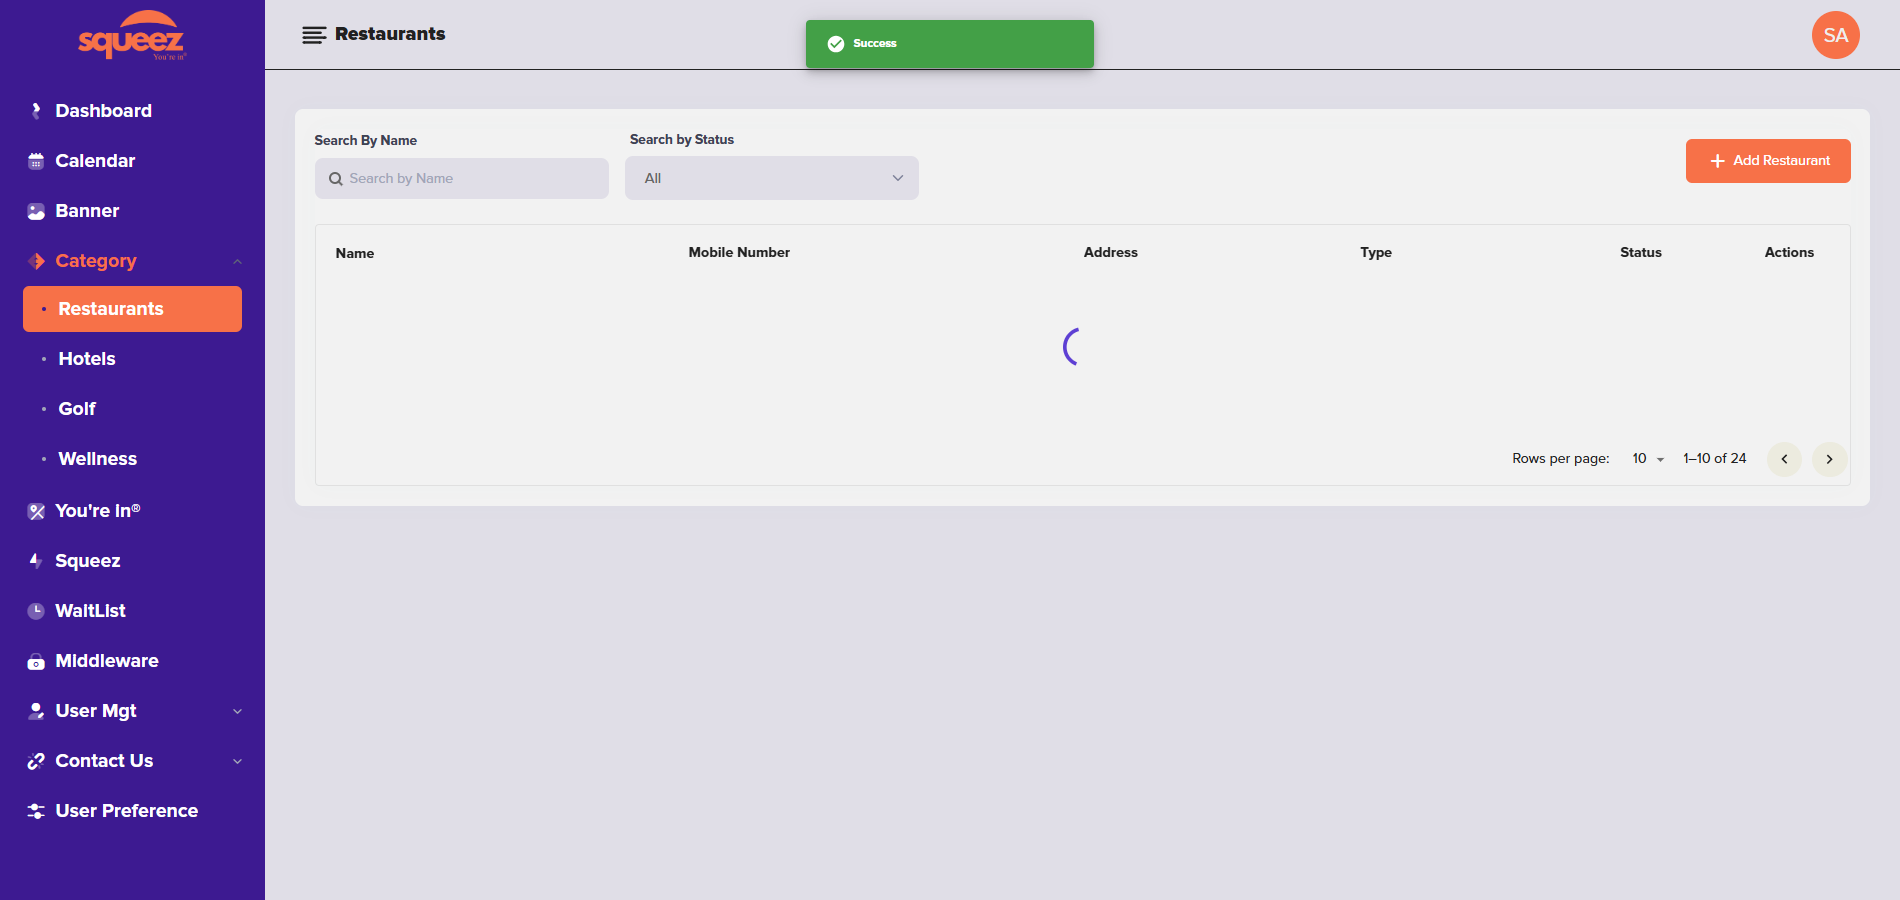 squeez
You're in®
Dashboard
Calendar
Banner
Category
Restaurants
Hotels
Golf
Wellness
You're In®
Squeez
WaitList
Middleware
User Mgt
Contact Us
User Preference
Restaurants
Success
SA
Search By Name
Search by Name
Search by Status
All
Add Restaurant
Name Mobile Number Address Type Status Actions
Rows per page: 10 1–10 of 24